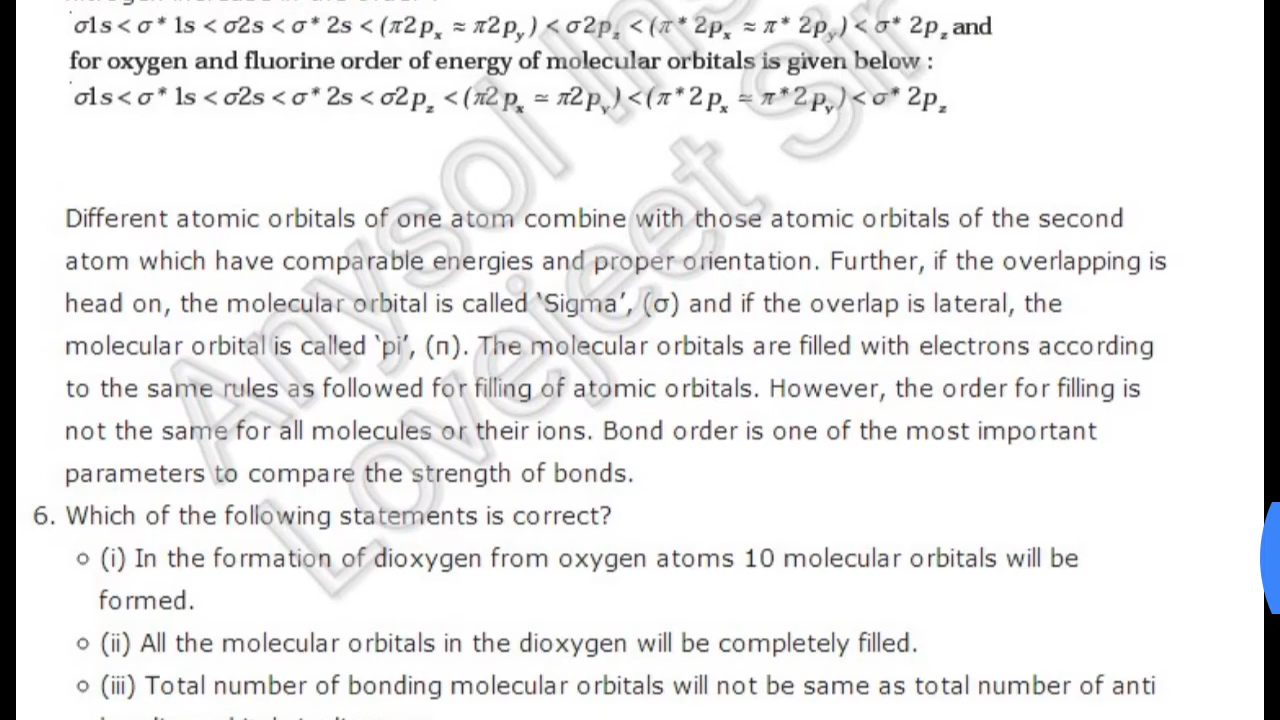 σ1s < σ* 1s < σ2s < σ* 2s < (π2pₓ ≈ π2pᵧ) < σ2p_z < (π* 2pₓ ≈ π* 2pᵧ) < σ* 2p_z and
for oxygen and fluorine order of energy of molecular orbitals is given below :
σ1s < σ* 1s < σ2s < σ* 2s < σ2p_z < (π2pₓ ≃ π2pᵧ) < (π* 2pₓ ≃ π* 2pᵧ) < σ* 2p_z
Anysol Ins
Lovejeet Sir
Different atomic orbitals of one atom combine with those atomic orbitals of the second
atom which have comparable energies and proper orientation. Further, if the overlapping is
head on, the molecular orbital is called ‘Sigma’, (σ) and if the overlap is lateral, the
molecular orbital is called ‘pi’, (п). The molecular orbitals are filled with electrons according
to the same rules as followed for filling of atomic orbitals. However, the order for filling is
not the same for all molecules or their ions. Bond order is one of the most important
parameters to compare the strength of bonds.
6. Which of the following statements is correct?
○ (i) In the formation of dioxygen from oxygen atoms 10 molecular orbitals will be
formed.
○ (ii) All the molecular orbitals in the dioxygen will be completely filled.
○ (iii) Total number of bonding molecular orbitals will not be same as total number of anti